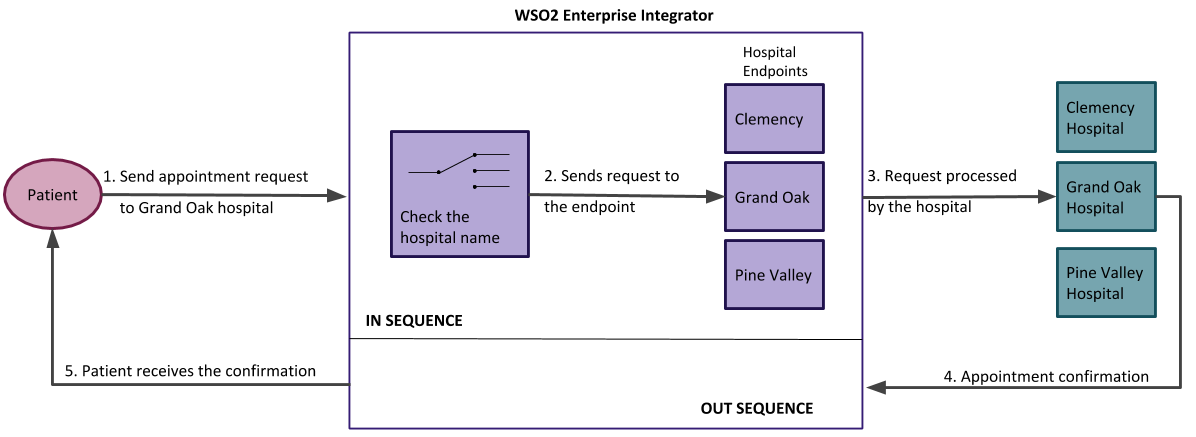 WSO2 Enterprise Integrator
Hospital
Endpoints
Clemency
Grand Oak
Pine Valley
Check the
hospital name
Patient
1. Send appointment request
to Grand Oak hospital
2. Sends request to
the endpoint
3. Request processed
by the hospital
Clemency
Hospital
Grand Oak
Hospital
Pine Valley
Hospital
IN SEQUENCE
4. Appointment confirmation
5. Patient receives the confirmation
OUT SEQUENCE